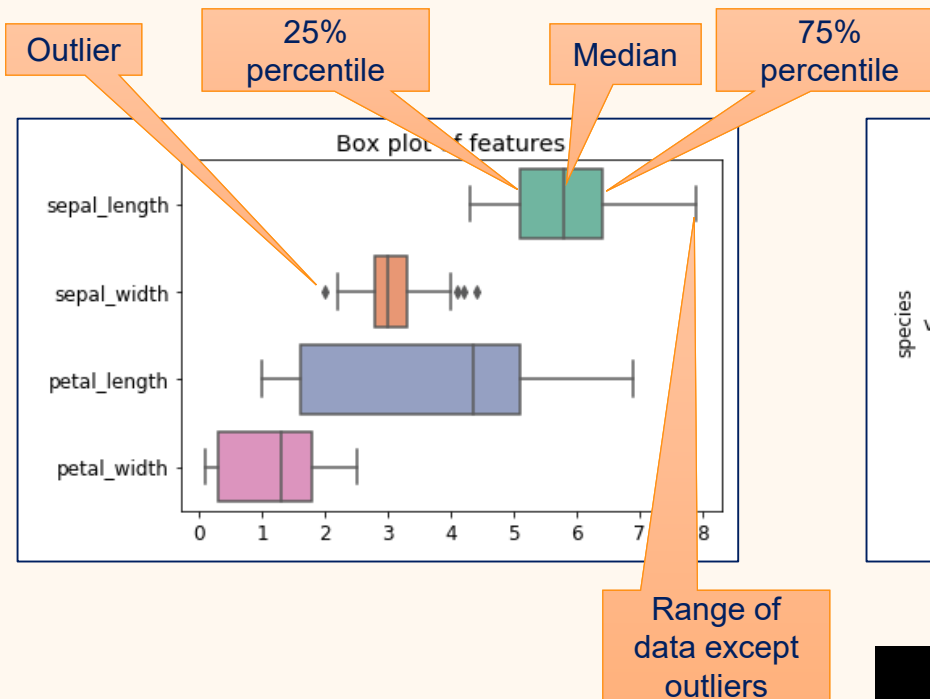 Outlier
25%
percentile
Median
75%
percentile
Box plot of features
sepal_length
sepal_width
petal_length
petal_width
0 1 2 3 4 5 6 7 8
species
Range of
data except
outliers